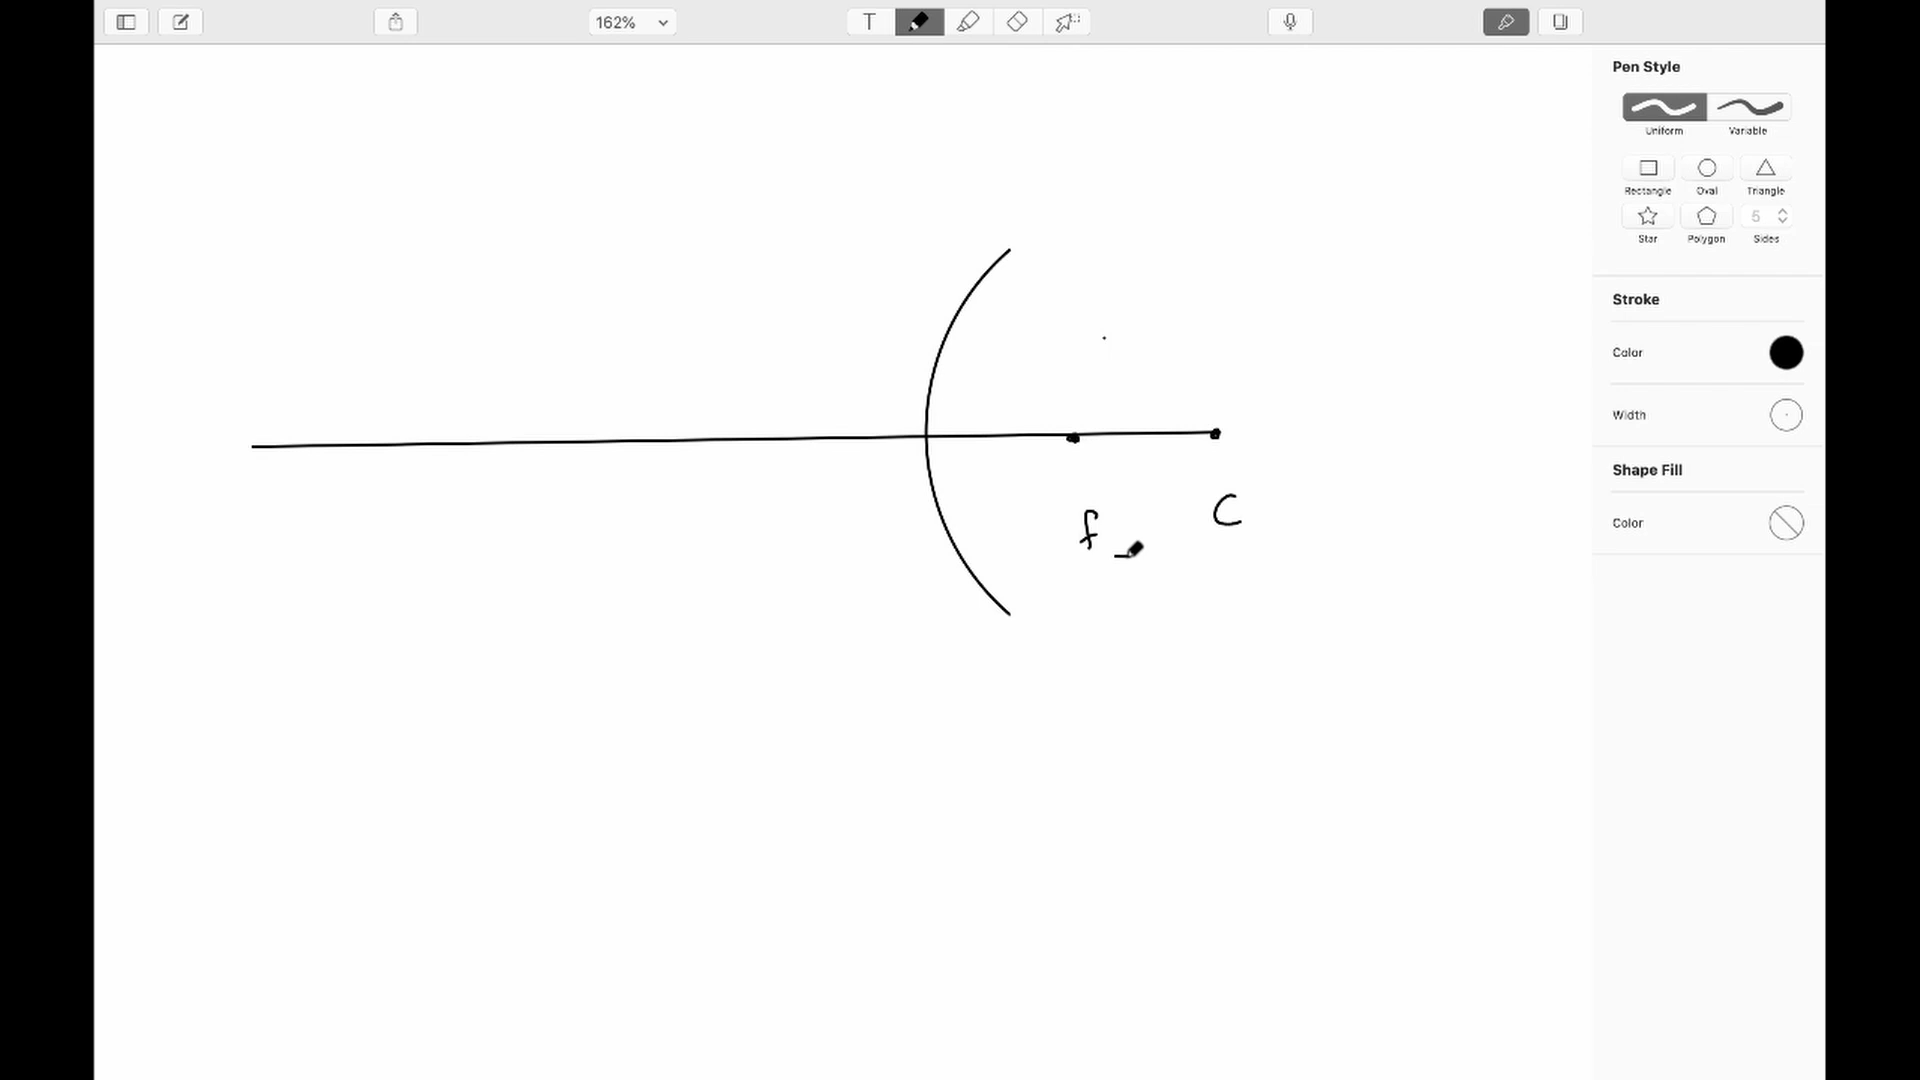 162%
T
Pen Style
Uniform Variable
Rectangle Oval Triangle
5
Star Polygon Sides
Stroke
Color
Width
Shape Fill
Color
f
C